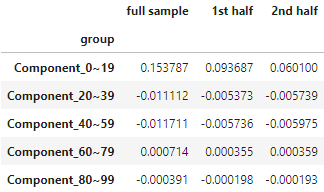 full sample 1st half 2nd half
group
Component_0~19 0.153787 0.093687 0.060100
Component_20~39 -0.011112 -0.005373 -0.005739
Component_40~59 -0.011711 -0.005736 -0.005975
Component_60~79 0.000714 0.000355 0.000359
Component_80~99 -0.000391 -0.000198 -0.000193